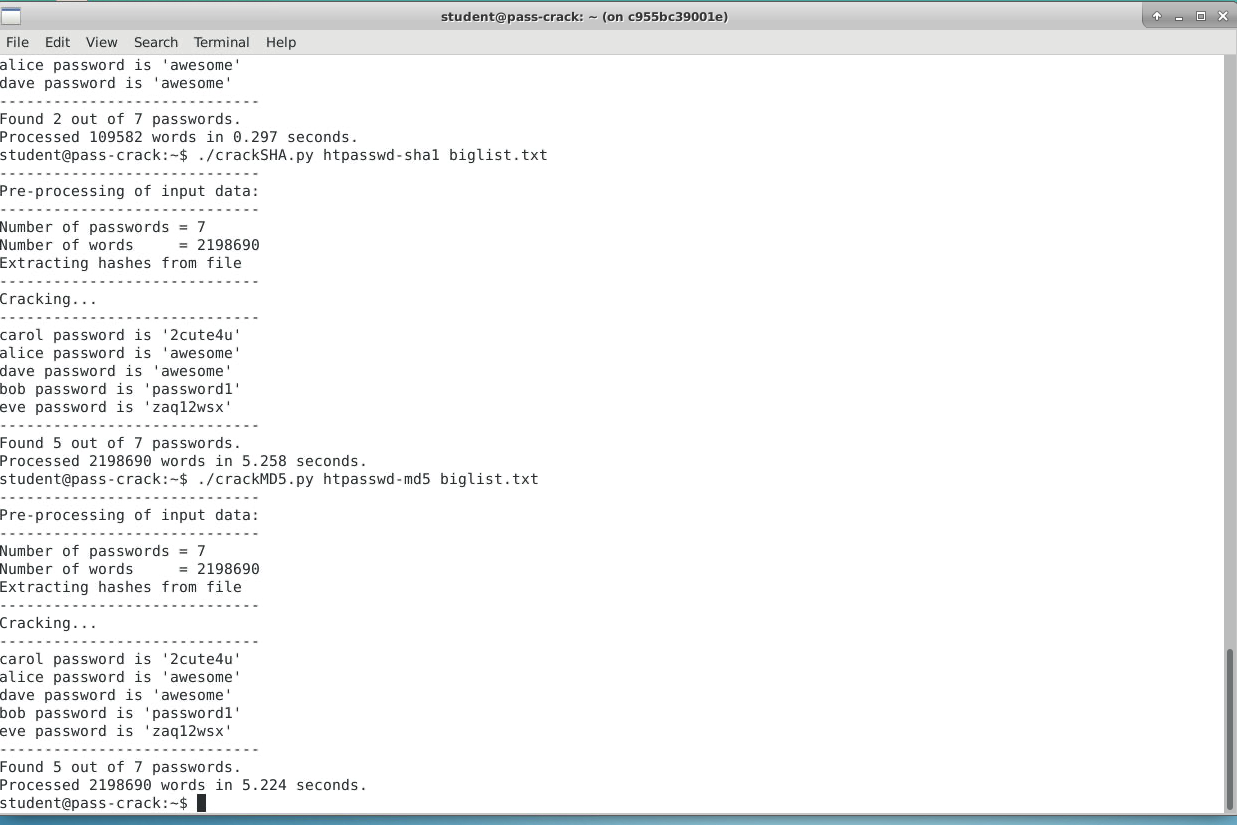 student@pass-crack: ~ (on c955bc39001e)
File Edit View Search Terminal Help
alice password is 'awesome'
dave password is 'awesome'
-----------------------------
Found 2 out of 7 passwords.
Processed 109582 words in 0.297 seconds.
student@pass-crack:~$ ./crackSHA.py htpasswd-sha1 biglist.txt
-----------------------------
Pre-processing of input data:
-----------------------------
Number of passwords = 7
Number of words     = 2198690
Extracting hashes from file
-----------------------------
Cracking...
-----------------------------
carol password is '2cute4u'
alice password is 'awesome'
dave password is 'awesome'
bob password is 'password1'
eve password is 'zaq12wsx'
-----------------------------
Found 5 out of 7 passwords.
Processed 2198690 words in 5.258 seconds.
student@pass-crack:~$ ./crackMD5.py htpasswd-md5 biglist.txt
-----------------------------
Pre-processing of input data:
-----------------------------
Number of passwords = 7
Number of words     = 2198690
Extracting hashes from file
-----------------------------
Cracking...
-----------------------------
carol password is '2cute4u'
alice password is 'awesome'
dave password is 'awesome'
bob password is 'password1'
eve password is 'zaq12wsx'
-----------------------------
Found 5 out of 7 passwords.
Processed 2198690 words in 5.224 seconds.
student@pass-crack:~$